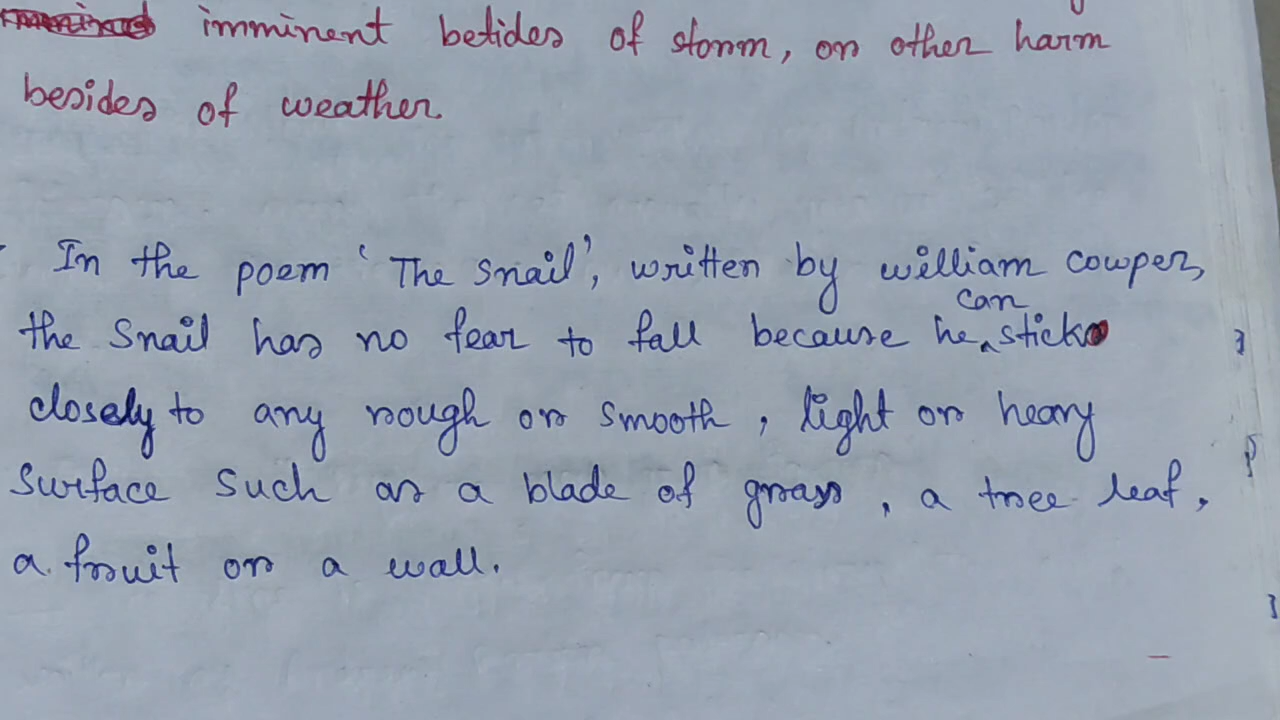 imminent betides of storm, or other harm
besides of weather.
In the poem 'The Snail', written by william cowper,
the Snail has no fear to fall because he can stick
closely to any rough or smooth, light or heavy
surface such as a blade of grass, a tree leaf,
a fruit or a wall.